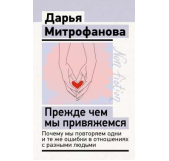 Дарья
Митрофанова
Прежде чем
мы привяжемся
Почему мы повторяем одни
и те же ошибки в отношениях
с разными людьми